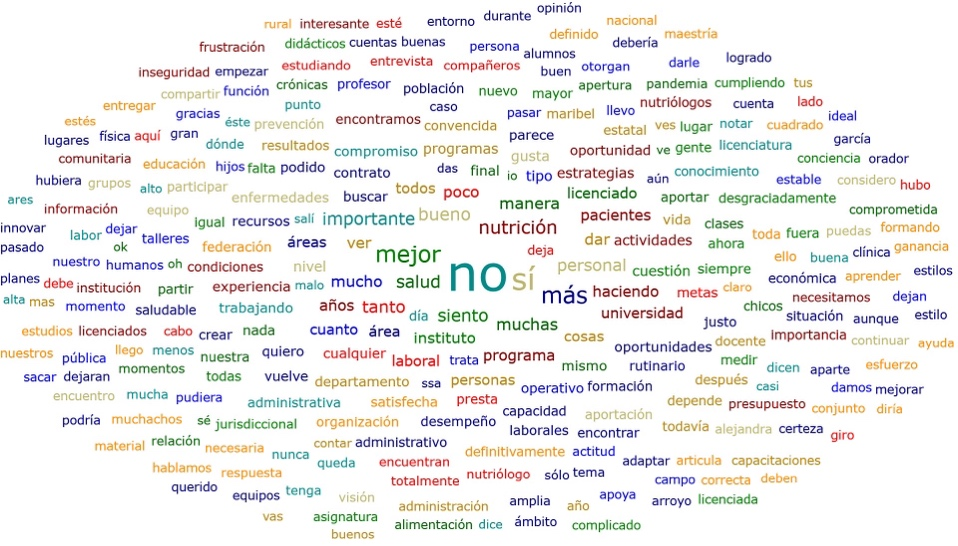 opinión
durante
rural interesante esté entorno nacional
definido maestría
frustración didácticos cuentas buenas persona debería
alumnos
inseguridad empezar estudiando entrevista compañeros buen otorgan darle logrado
compartir función crónicas profesor población nuevo mayor apertura pandemia cumpliendo tus
entregar punto caso nutriólogos cuenta lado
estés gracias encontramos pasar maribel llevo ideal
éste prevención convencida estatal ves lugar notar cuadrado
lugares física aquí gran parece
dónde resultados compromiso programas gusta oportunidad ve gente licenciatura garcía
comunitaria educación hijos falta podido contrato das final io tipo estrategias aún conocimiento conciencia orador
hubiera grupos alto participar enfermedades buscar todos poco licenciado aportar desgraciadamente estable considero hubo
ares manera
información equipo igual recursos salí importante bueno nutrición pacientes vida clases comprometida
innovar labor dejar talleres toda fuera puedas formando
pasado ok federación áreas ver deja dar actividades ahora ganancia
nuestro humanos oh condiciones nivel mejor no sí personal cuestión siempre ello buena clínica
planes debe institución partir experiencia malo mucho salud claro económica aprender estilos
alta mas momento saludable trabajando años tanto día siento más haciendo metas chicos necesitamos dejan
universidad justo situación aunque estilo
estudios licenciados cabo crear nada cuanto área instituto muchas cosas docente importancia continuar ayuda
nuestros pública llego menos nuestra quiero cualquier laboral trata programa mismo oportunidades rutinario medir dicen aparte esfuerzo
momentos
sacar dejaran todas vuelve departamento ssa personas operativo formación después casi damos mejorar
encuentro mucha pudiera administrativa satisfecha presta depende presupuesto conjunto diría
podría muchachos sé jurisdiccional organización desempeño capacidad aportación todavía alejandra certeza giro
laborales encontrar
material relación necesaria contar administrativo definitivamente actitud
nunca queda encuentran adaptar articula capacitaciones
hablamos respuesta totalmente nutriólogo sólo tema campo correcta deben
querido equipos tenga visión amplia apoya arroyo licenciada
administración año
vas asignatura alimentación dice ámbito complicado
buenos